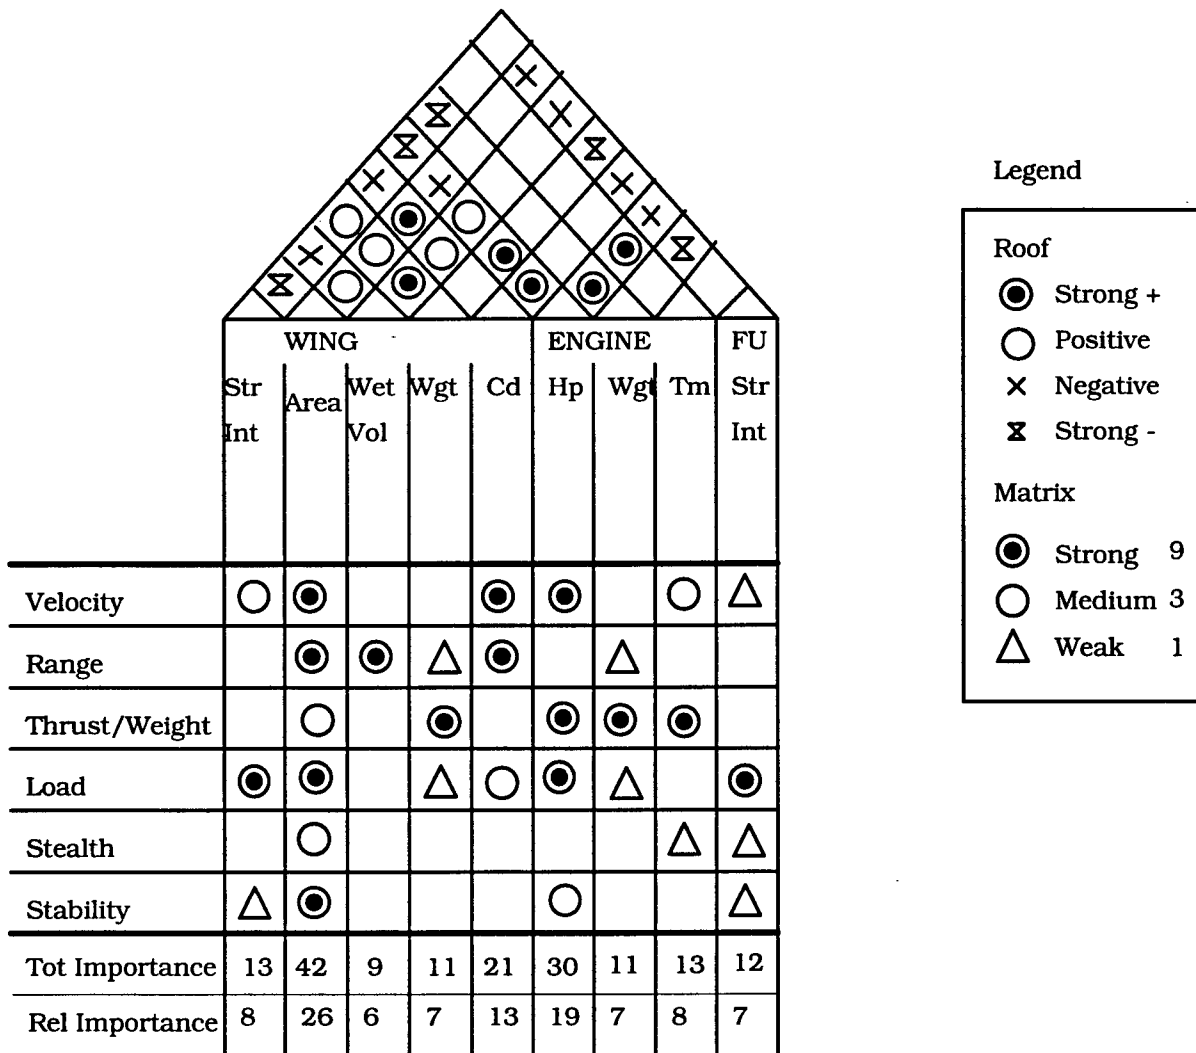 Legend
Roof
Strong +
Positive
Negative
Strong -
Matrix
Strong 9
Medium 3
Weak 1
WING ENGINE FU
Str Area Wet Wgt Cd Hp Wgt Tm Str
Int Vol Int
Velocity
Range
Thrust/Weight
Load
Stealth
Stability
Tot Importance 13 42 9 11 21 30 11 13 12
Rel Importance 8 26 6 7 13 19 7 8 7